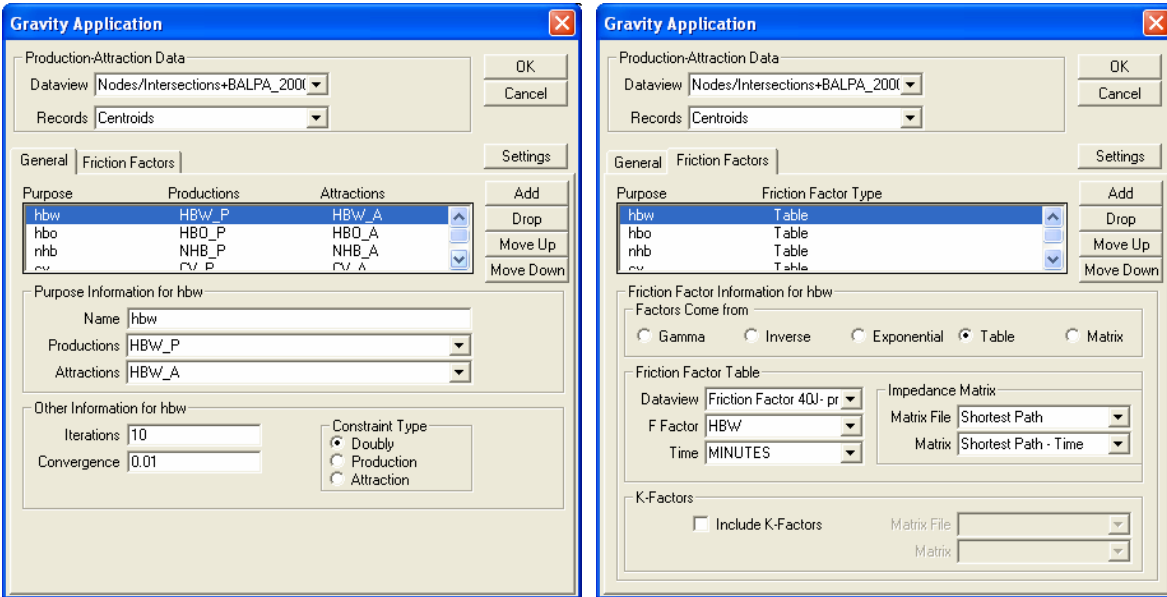 Gravity Application
Production-Attraction Data
Dataview Nodes/Intersections+BALPA_200(
Records Centroids
OK
Cancel
Settings
General Friction Factors
Purpose Productions Attractions
hbw HBW_P HBW_A
hbo HBO_P HBO_A
nhb NHB_P NHB_A
cv CV_P CV_A
Add
Drop
Move Up
Move Down
Purpose Information for hbw
Name hbw
Productions HBW_P
Attractions HBW_A
Other Information for hbw
Iterations 10
Convergence 0.01
Constraint Type
Doubly
Production
Attraction
Gravity Application
Production-Attraction Data
Dataview Nodes/Intersections+BALPA_200(
Records Centroids
OK
Cancel
Settings
General Friction Factors
Purpose Friction Factor Type
hbw Table
hbo Table
nhb Table
cv Table
Add
Drop
Move Up
Move Down
Friction Factor Information for hbw
Factors Come from
Gamma Inverse Exponential Table Matrix
Friction Factor Table
Dataview Friction Factor 40J- pr
F Factor HBW
Time MINUTES
Impedance Matrix
Matrix File Shortest Path
Matrix Shortest Path - Time
K-Factors
Include K-Factors
Matrix File
Matrix